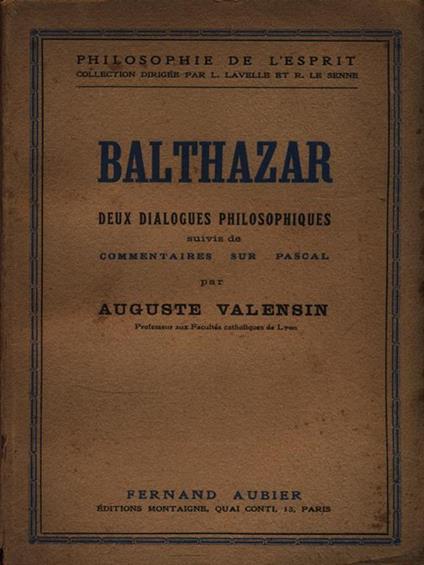 PHILOSOPHIE DE L'ESPRIT
COLLECTION DIRIGÉE PAR L. LAVELLE ET R. LE SENNE
BALTHAZAR
DEUX DIALOGUES PHILOSOPHIQUES
suivis de
COMMENTAIRES SUR PASCAL
par
AUGUSTE VALENSIN
Professeur aux Facultés catholiques de Lyon
FERNAND AUBIER
ÉDITIONS MONTAIGNE, QUAI CONTI, 13, PARIS